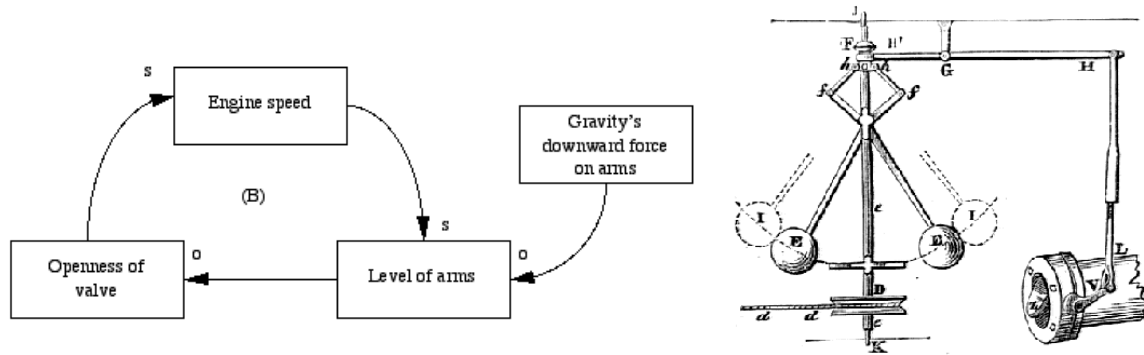 s
Engine speed
Gravity's
downward force
on arms
(B)
s
o
o
Openness of
valve
Level of arms
J
F
H'
G
H
h
h
f
f
e
I
E
E
I
L
V
Z
D
d
d
c
K